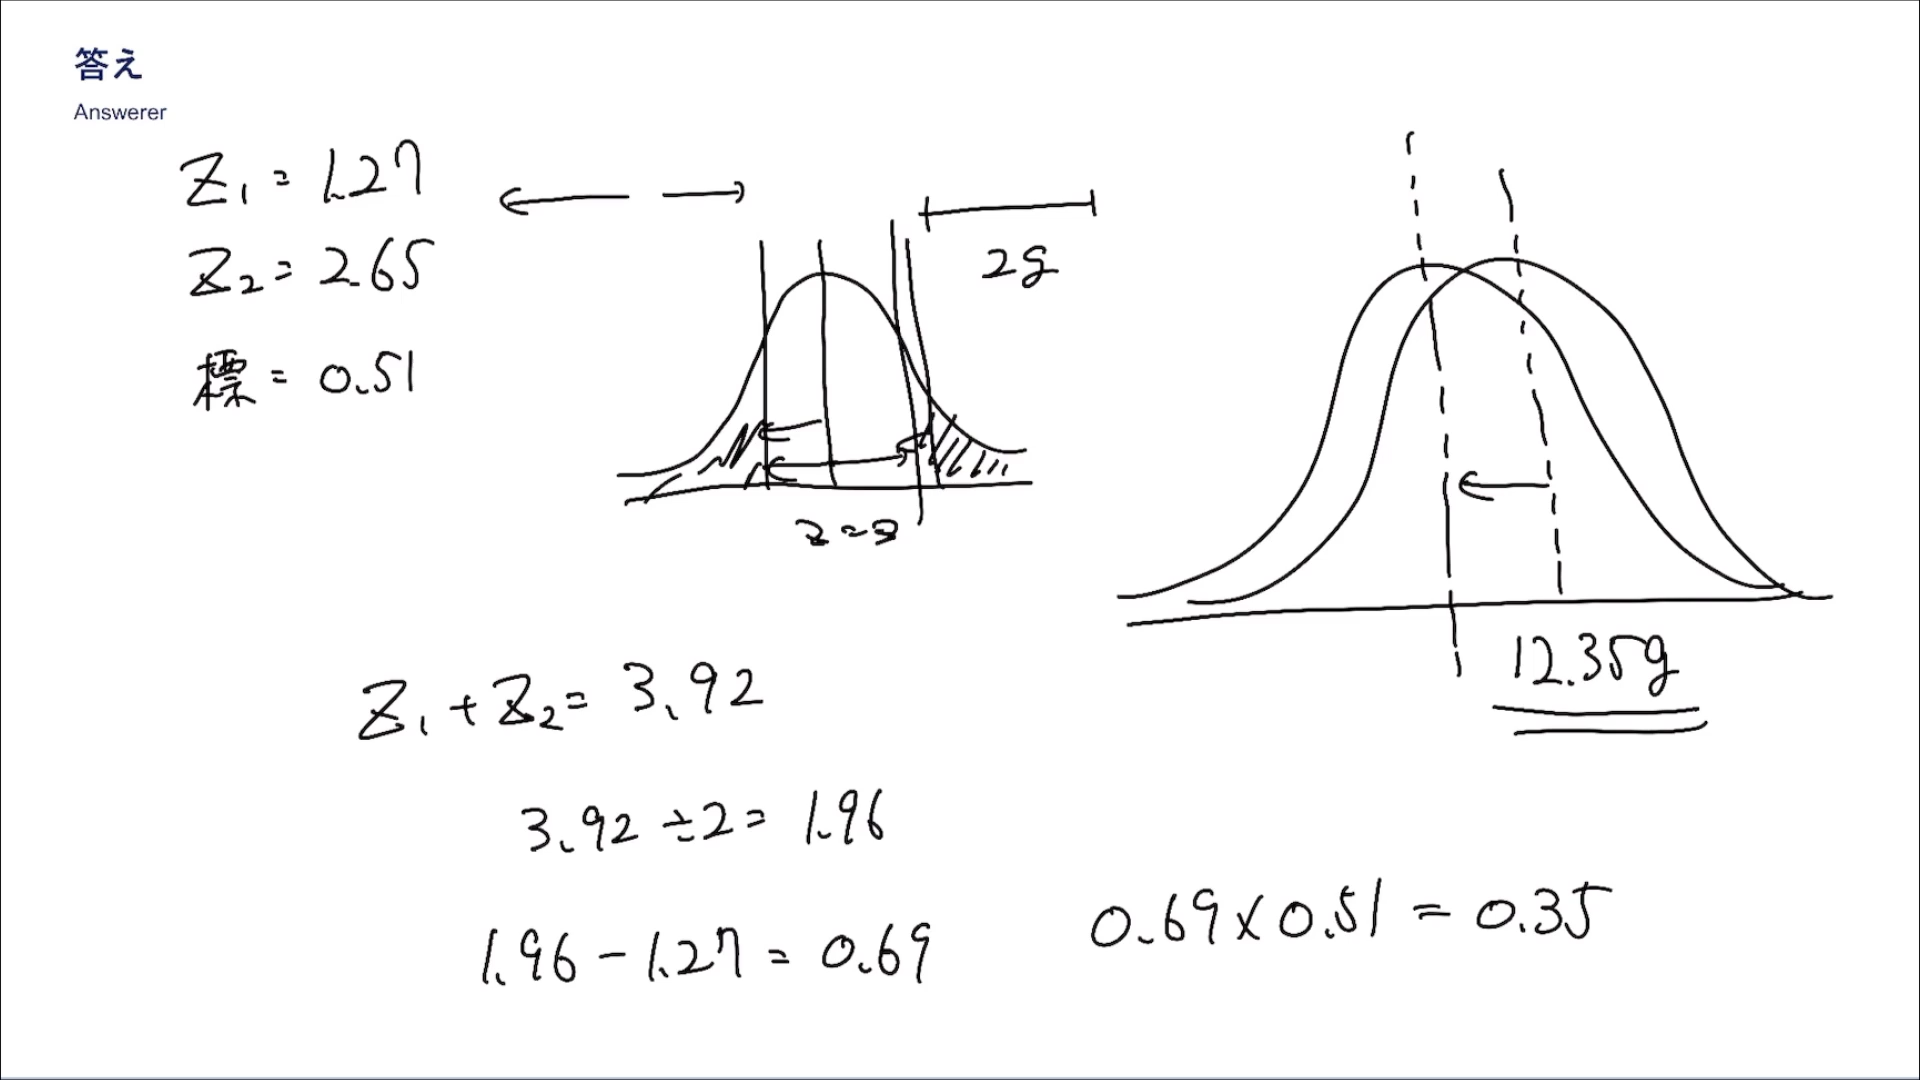 答え
Answerer
Z₁ = 1.27
Z₂ = 2.65
標 = 0.51
2g
z=3
12.35g
Z₁ + Z₂ = 3.92
3.92 ÷ 2 = 1.96
1.96 - 1.27 = 0.69
0.69 × 0.51 = 0.35